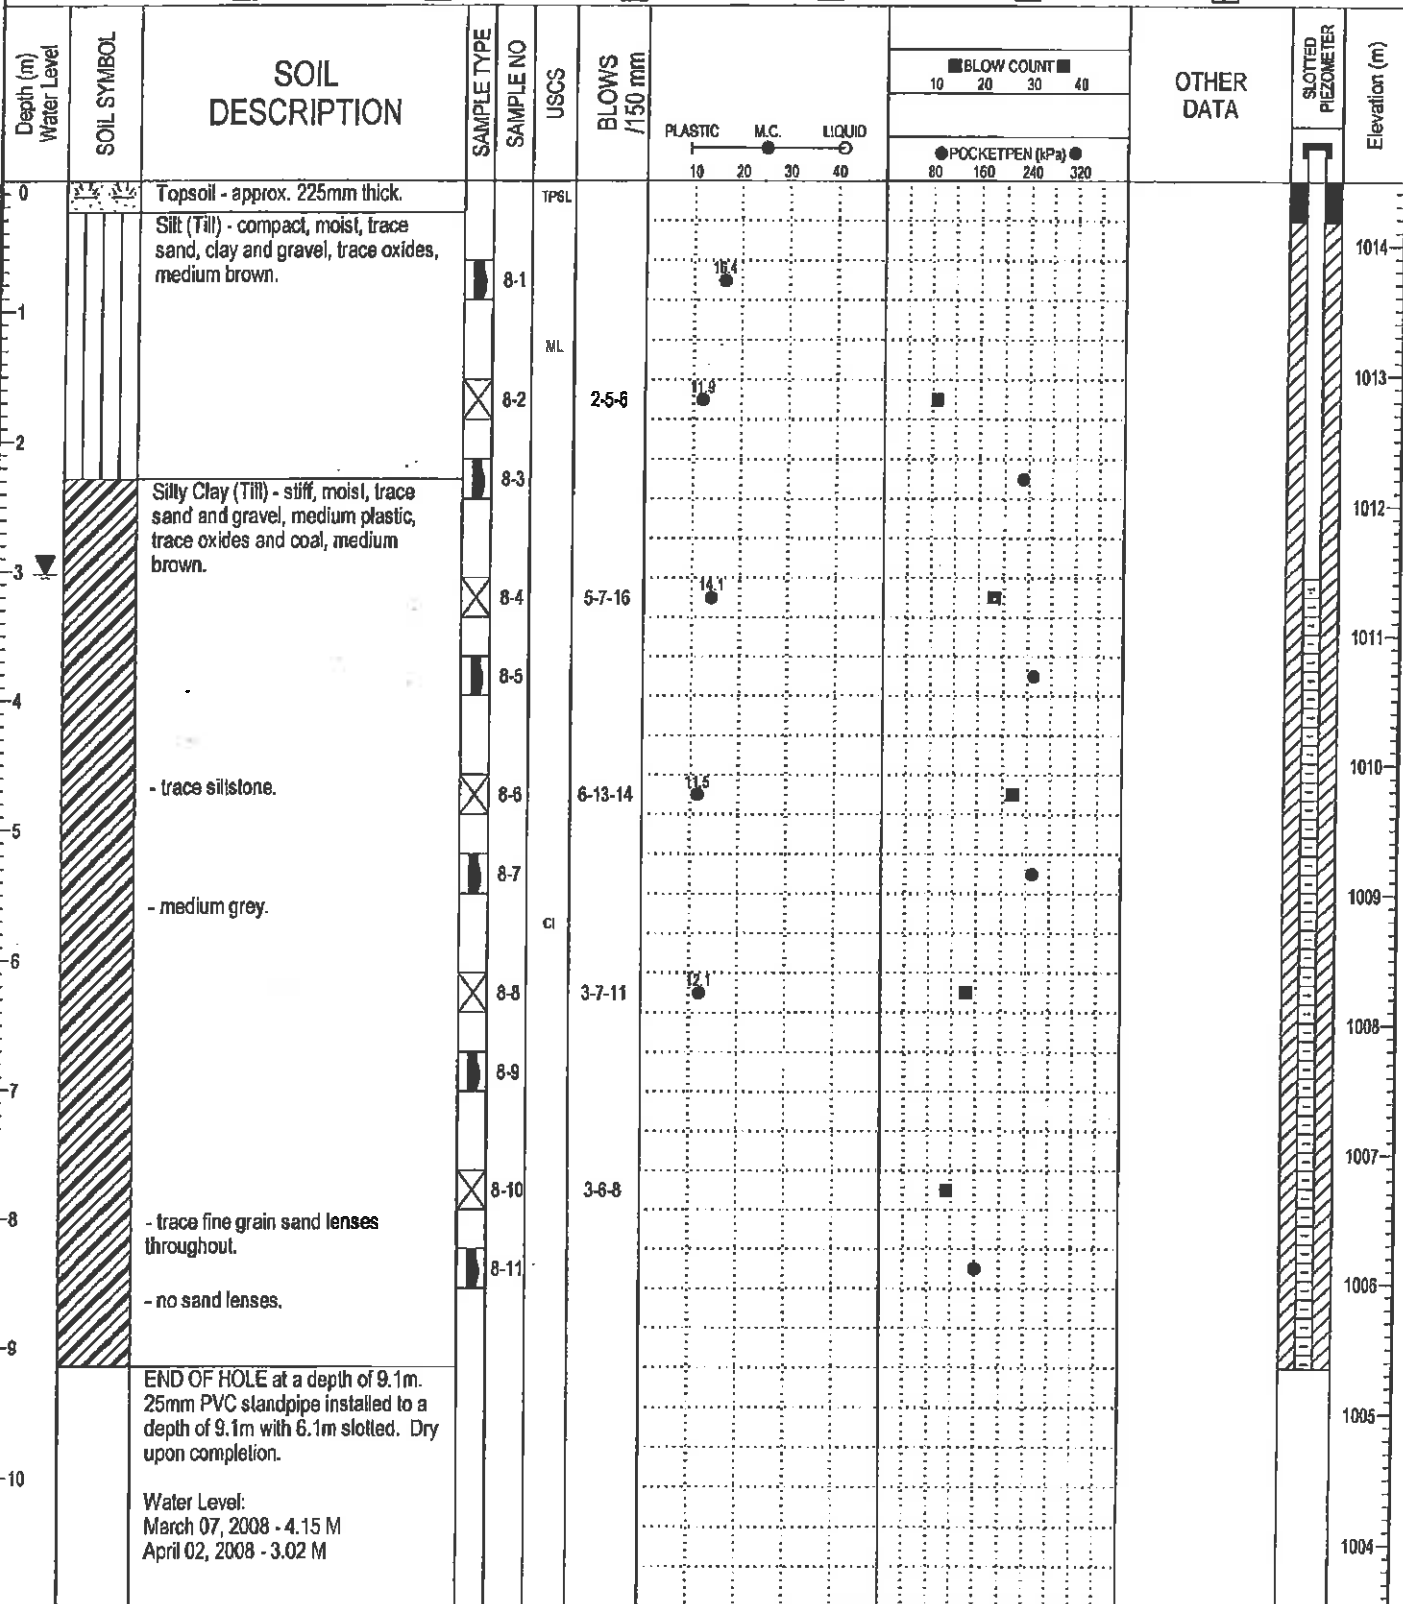 Depth (m)
Water Level
SOIL SYMBOL
SOIL
DESCRIPTION
SAMPLE TYPE
SAMPLE NO
USCS
BLOWS
/150 mm
PLASTIC M.C. LIQUID
10 20 30 40
■BLOW COUNT■
10 20 30 40
●POCKETPEN (kPa)●
80 160 240 320
OTHER
DATA
SLOTTED
PIEZOMETER
Elevation (m)
0
Topsoil - approx. 225mm thick.
TPSL
Silt (Till) - compact, moist, trace
sand, clay and gravel, trace oxides,
medium brown.
1014
8-1
16.4
1
ML
1013
8-2
2-5-6
11.9
2
8-3
Silty Clay (Till) - stiff, moist, trace
sand and gravel, medium plastic,
trace oxides and coal, medium
brown.
1012
3
8-4
5-7-16
14.1
1011
8-5
4
1010
- trace siltstone.
8-6
6-13-14
11.5
5
8-7
1009
- medium grey.
CI
6
8-8
3-7-11
12.1
1008
8-9
7
1007
8-10
3-6-8
8
- trace fine grain sand lenses
throughout.
8-11
1006
- no sand lenses.
9
END OF HOLE at a depth of 9.1m.
25mm PVC standpipe installed to a
depth of 9.1m with 6.1m slotted. Dry
upon completion.
1005
10
Water Level:
March 07, 2008 - 4.15 M
April 02, 2008 - 3.02 M
1004